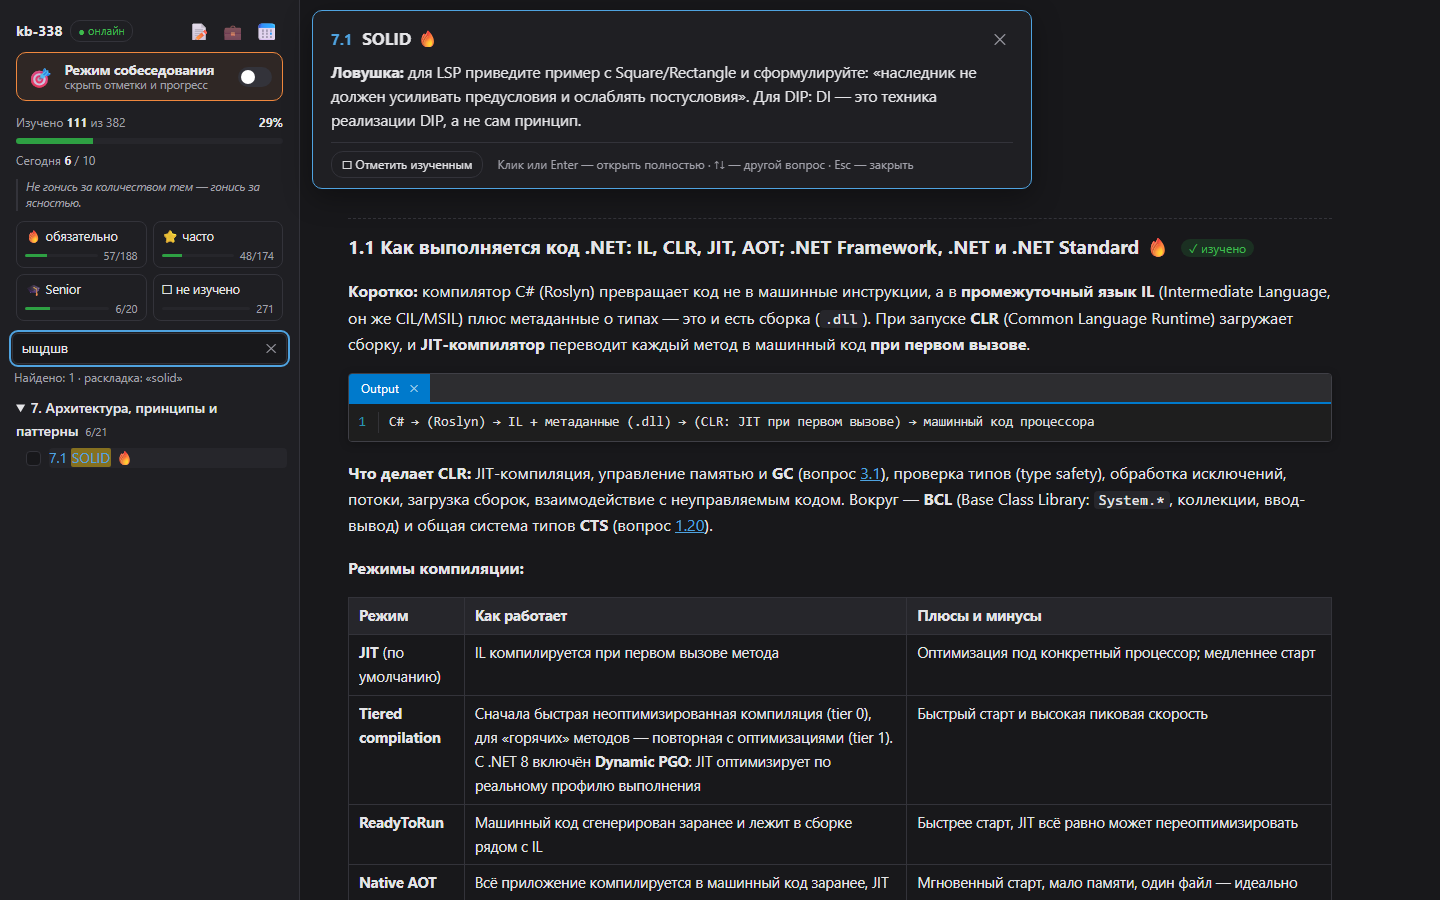 kb-338 ● онлайн
Режим собеседования
скрыть отметки и прогресс
Изучено 111 из 382 29%
Сегодня 6 / 10
Не гонись за количеством тем — гонись за
ясностью.
обязательно
57/188
часто
48/174
Senior
6/20
не изучено
271
ыщдшв
Найдено: 1 · раскладка: «solid»
▼ 7. Архитектура, принципы и
паттерны 6/21
7.1 SOLID
7.1 SOLID
Ловушка: для LSP приведите пример с Square/Rectangle и сформулируйте: «наследник не
должен усиливать предусловия и ослаблять постусловия». Для DIP: DI — это техника
реализации DIP, а не сам принцип.
☐ Отметить изученным Клик или Enter — открыть полностью · ↑↓ — другой вопрос · Esc — закрыть
1.1 Как выполняется код .NET: IL, CLR, JIT, AOT; .NET Framework, .NET и .NET Standard ✓ изучено
Коротко: компилятор C# (Roslyn) превращает код не в машинные инструкции, а в промежуточный язык IL (Intermediate Language,
он же CIL/MSIL) плюс метаданные о типах — это и есть сборка (.dll). При запуске CLR (Common Language Runtime) загружает
сборку, и JIT-компилятор переводит каждый метод в машинный код при первом вызове.
Output ×
1 C# → (Roslyn) → IL + метаданные (.dll) → (CLR: JIT при первом вызове) → машинный код процессора
Что делает CLR: JIT-компиляция, управление памятью и GC (вопрос 3.1), проверка типов (type safety), обработка исключений,
потоки, загрузка сборок, взаимодействие с неуправляемым кодом. Вокруг — BCL (Base Class Library: System.*, коллекции, ввод-
вывод) и общая система типов CTS (вопрос 1.20).
Режимы компиляции:
Режим Как работает Плюсы и минусы
JIT (по
умолчанию)
IL компилируется при первом вызове метода
Оптимизация под конкретный процессор; медленнее старт
Tiered
compilation
Сначала быстрая неоптимизированная компиляция (tier 0),
для «горячих» методов — повторная с оптимизациями (tier 1).
С .NET 8 включён Dynamic PGO: JIT оптимизирует по
реальному профилю выполнения
Быстрый старт и высокая пиковая скорость
ReadyToRun
Машинный код сгенерирован заранее и лежит в сборке
рядом с IL
Быстрее старт, JIT всё равно может переоптимизировать
Native AOT
Всё приложение компилируется в машинный код заранее, JIT
Мгновенный старт, мало памяти, один файл — идеально